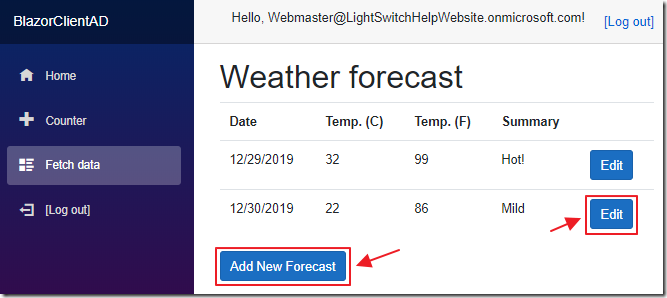 BlazorClientAD
Hello, Webmaster@LightSwitchHelpWebsite.onmicrosoft.com! [Log out]
Home
Counter
Fetch data
[Log out]
Weather forecast
Date Temp. (C) Temp. (F) Summary
12/29/2019 32 99 Hot! Edit
12/30/2019 22 86 Mild Edit
Add New Forecast